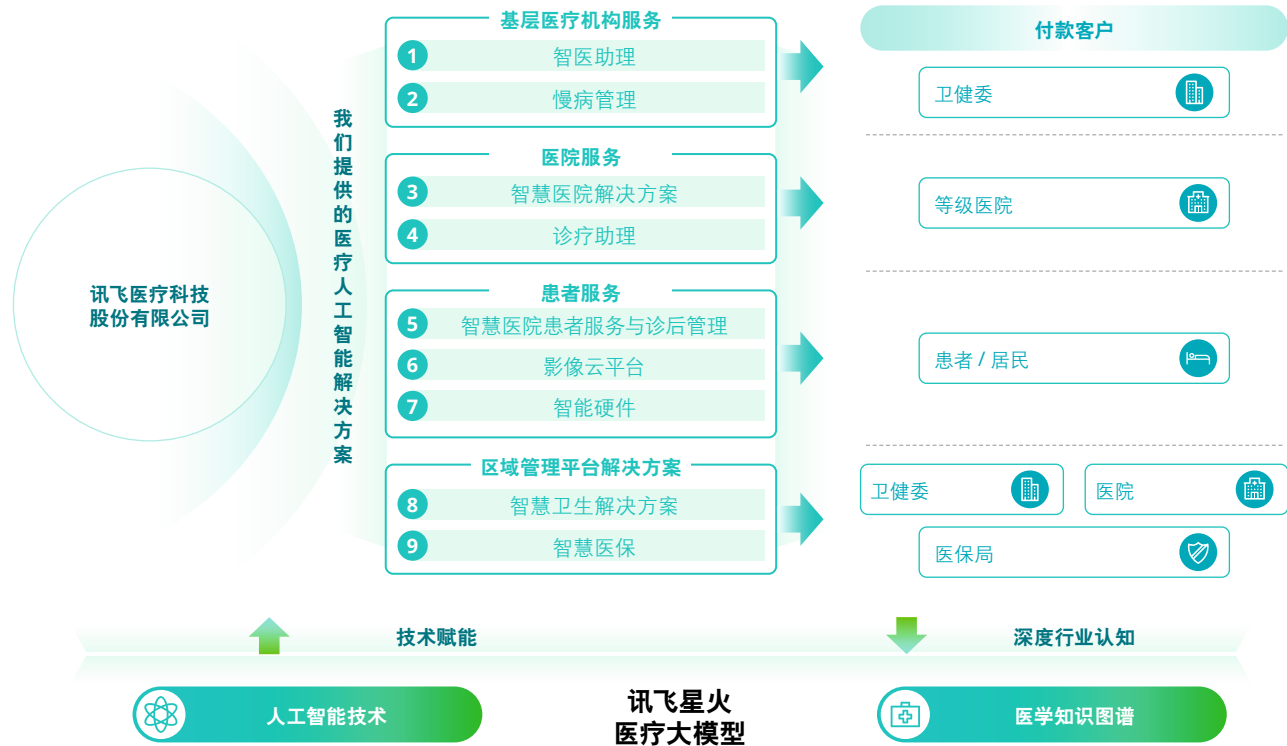 讯飞医疗科技
股份有限公司
我们提供的医疗人工智能解决方案
基层医疗机构服务
1 智医助理
2 慢病管理
医院服务
3 智慧医院解决方案
4 诊疗助理
患者服务
5 智慧医院患者服务与诊后管理
6 影像云平台
7 智能硬件
区域管理平台解决方案
8 智慧卫生解决方案
9 智慧医保
付款客户
卫健委
等级医院
患者 / 居民
卫健委
医院
医保局
技术赋能
深度行业认知
人工智能技术
讯飞星火
医疗大模型
医学知识图谱